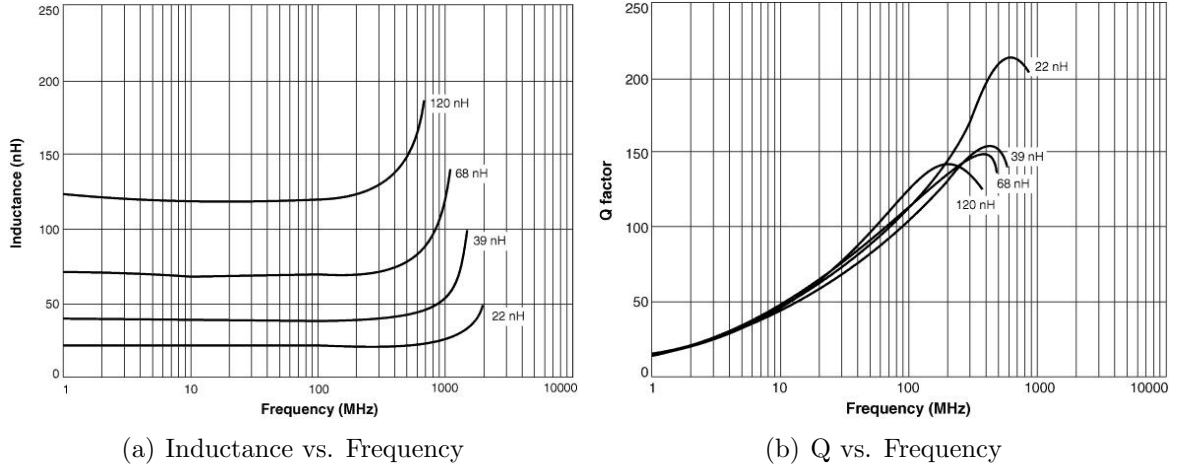 250
200
150
100
50
0
Inductance (nH)
120 nH
68 nH
39 nH
22 nH
1
10
100
1000
10000
Frequency (MHz)
(a) Inductance vs. Frequency
250
200
150
100
50
0
Q factor
22 nH
39 nH
68 nH
120 nH
1
10
100
1000
10000
Frequency (MHz)
(b) Q vs. Frequency